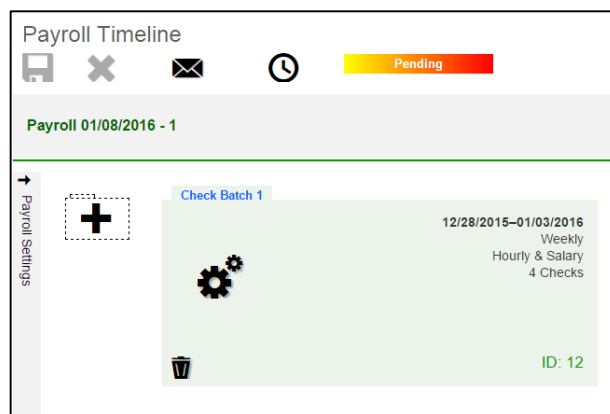 Payroll Timeline
Pending
Payroll 01/08/2016 - 1
Payroll Settings
Check Batch 1
12/28/2015–01/03/2016
Weekly
Hourly & Salary
4 Checks
ID: 12